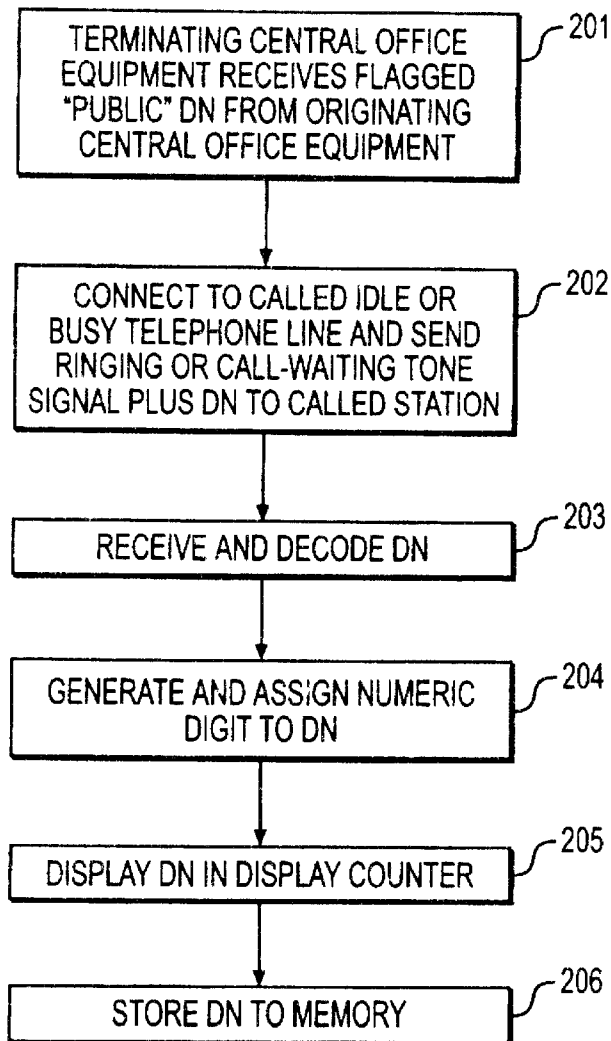 TERMINATING CENTRAL OFFICE
EQUIPMENT RECEIVES FLAGGED
"PUBLIC" DN FROM ORIGINATING
CENTRAL OFFICE EQUIPMENT
201
CONNECT TO CALLED IDLE OR
BUSY TELEPHONE LINE AND SEND
RINGING OR CALL-WAITING TONE
SIGNAL PLUS DN TO CALLED STATION
202
RECEIVE AND DECODE DN
203
GENERATE AND ASSIGN NUMERIC
DIGIT TO DN
204
DISPLAY DN IN DISPLAY COUNTER
205
STORE DN TO MEMORY
206